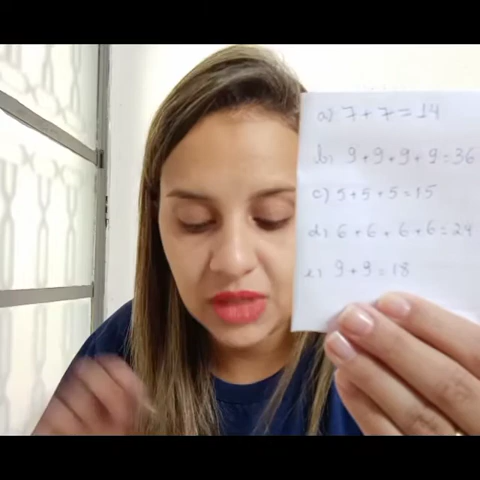 a) 7 + 7 = 14
b) 9 + 9 + 9 + 9 = 36
c) 5 + 5 + 5 = 15
d) 6 + 6 + 6 + 6 = 24
e) 9 + 9 = 18